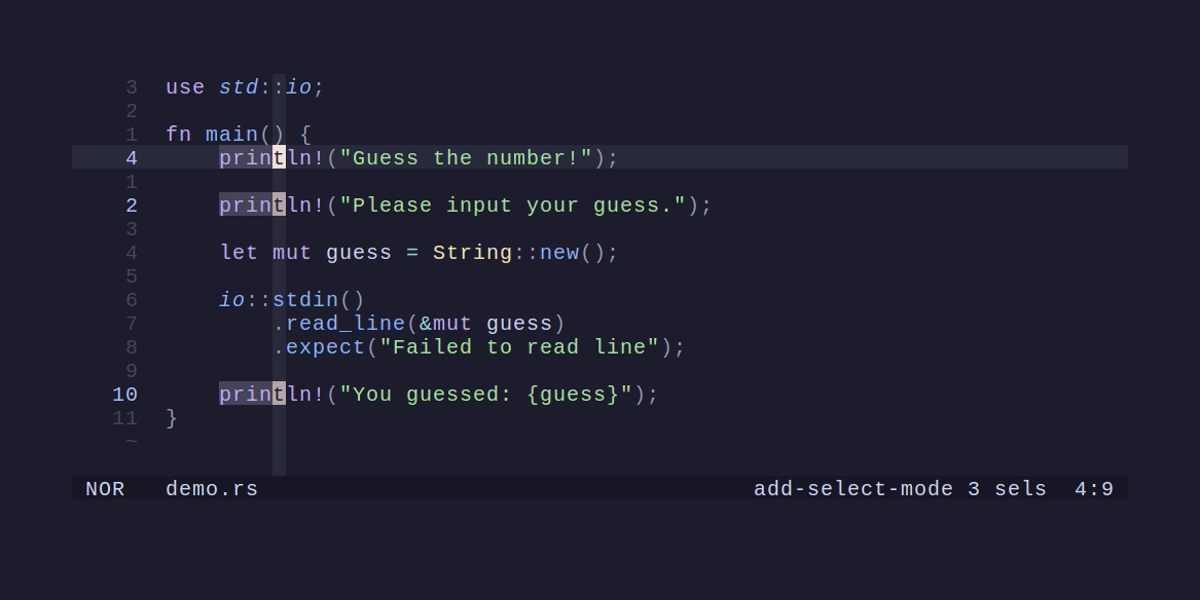 3 use std::io;
2
1 fn main() {
4     println!("Guess the number!");
1
2     println!("Please input your guess.");
3
4     let mut guess = String::new();
5
6     io::stdin()
7         .read_line(&mut guess)
8         .expect("Failed to read line");
9
10     println!("You guessed: {guess}");
11 }
~
NOR demo.rs add-select-mode 3 sels 4:9